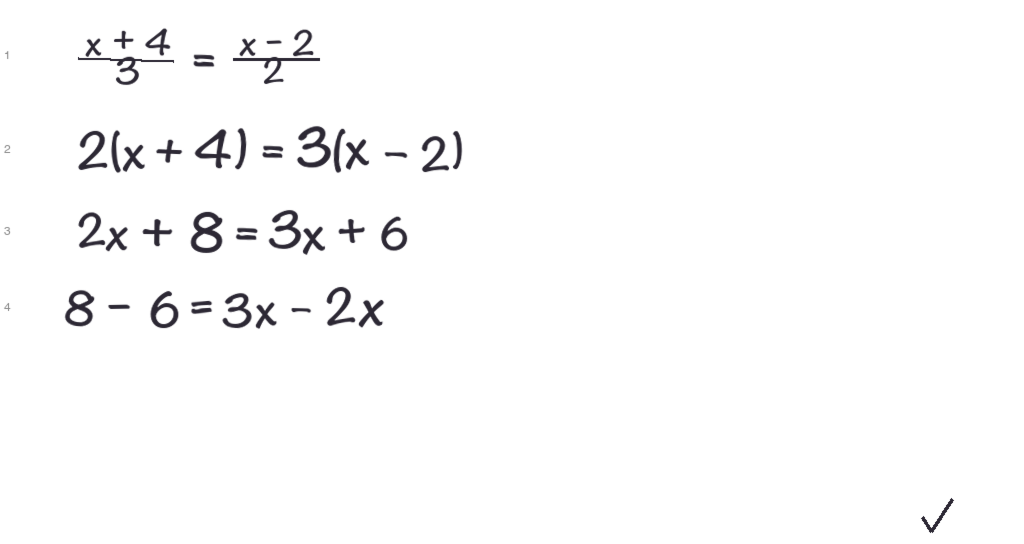 1 (x + 4)/3 = (x - 2)/2
2 2(x + 4) = 3(x - 2)
3 2x + 8 = 3x + 6
4 8 - 6 = 3x - 2x
✓